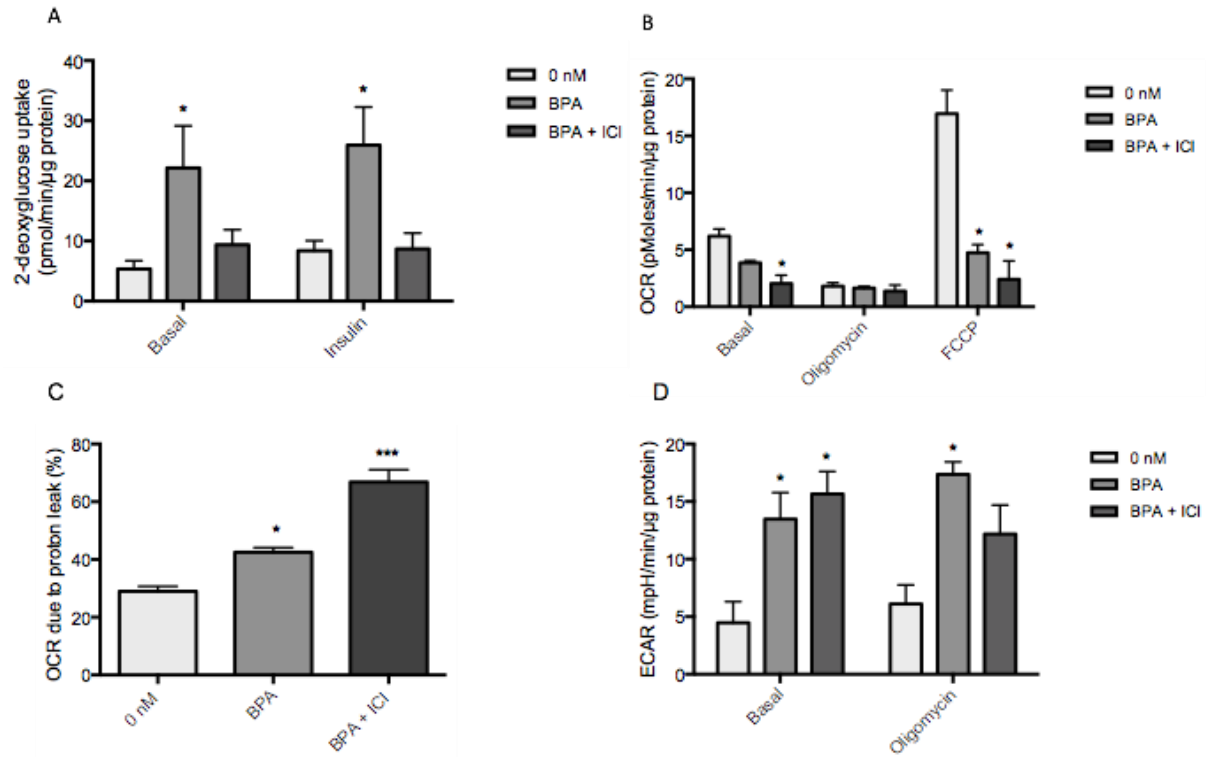 A
2-deoxyglucose uptake
(pmol/min/μg protein)
40
30
20
10
0
*
*
Basal
Insulin
0 nM
BPA
BPA + ICI
B
OCR (pMoles/min/μg protein)
20
15
10
5
0
*
*
*
Basal
Oligomycin
FCCP
0 nM
BPA
BPA + ICI
C
OCR due to proton leak (%)
80
60
40
20
0
*
***
0 nM
BPA
BPA + ICI
D
ECAR (mpH/min/μg protein)
20
15
10
5
0
*
*
*
Basal
Oligomycin
0 nM
BPA
BPA + ICI